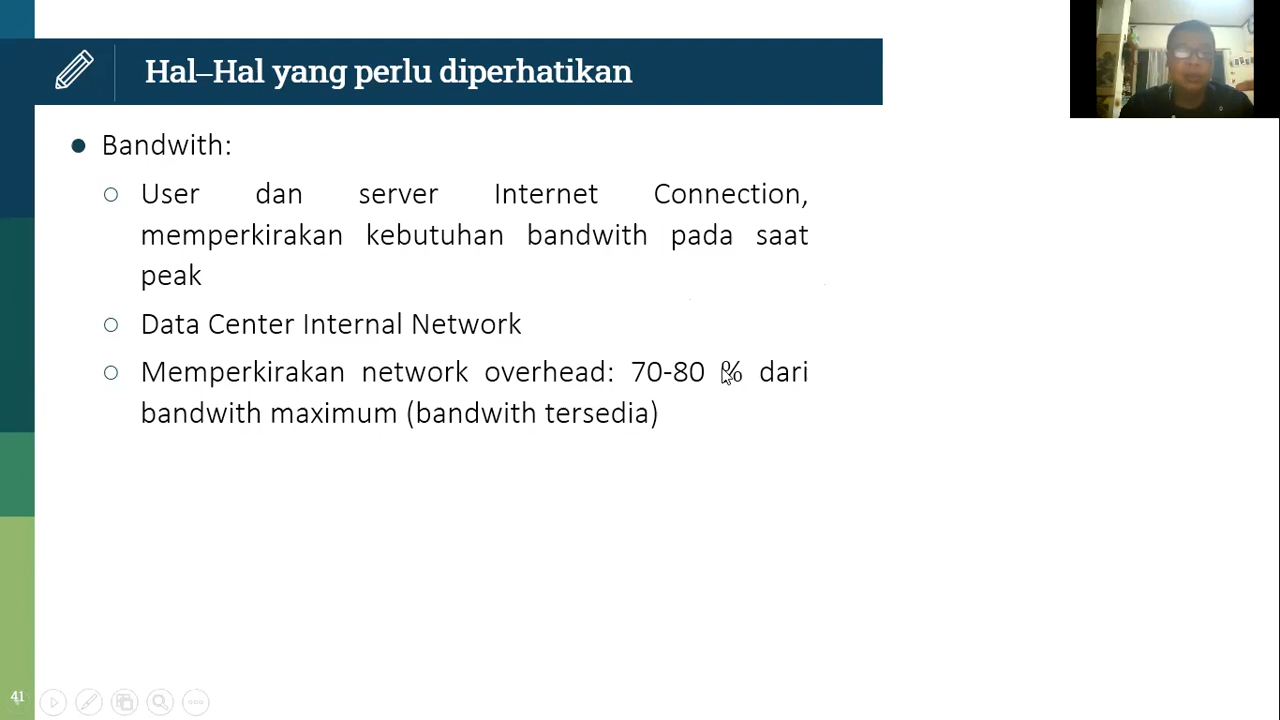 Hal–Hal yang perlu diperhatikan
Bandwith:
User dan server Internet Connection,
memperkirakan kebutuhan bandwith pada saat
peak
Data Center Internal Network
Memperkirakan network overhead: 70-80 % dari
bandwith maximum (bandwith tersedia)
41